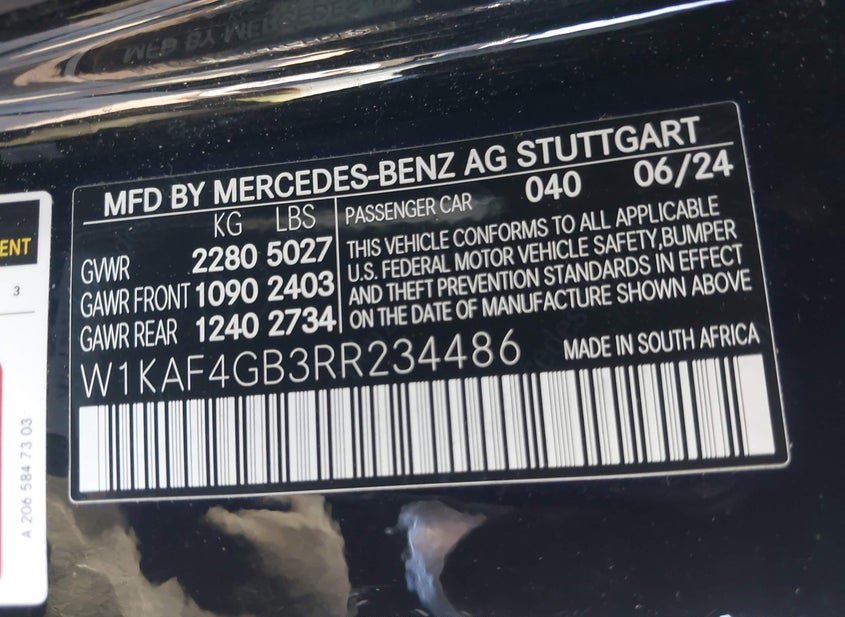 MFD BY MERCEDES-BENZ AG STUTTGART
KG LBS
GVWR 2280 5027
GAWR FRONT 1090 2403
GAWR REAR 1240 2734
PASSENGER CAR 040 06/24
THIS VEHICLE CONFORMS TO ALL APPLICABLE
U.S. FEDERAL MOTOR VEHICLE SAFETY,BUMPER
AND THEFT PREVENTION STANDARDS IN EFFECT
ON THE DATE OF MANUFACTURE SHOWN ABOVE
W1KAF4GB3RR234486 MADE IN SOUTH AFRICA
ENT
3
A 206 584 73 03